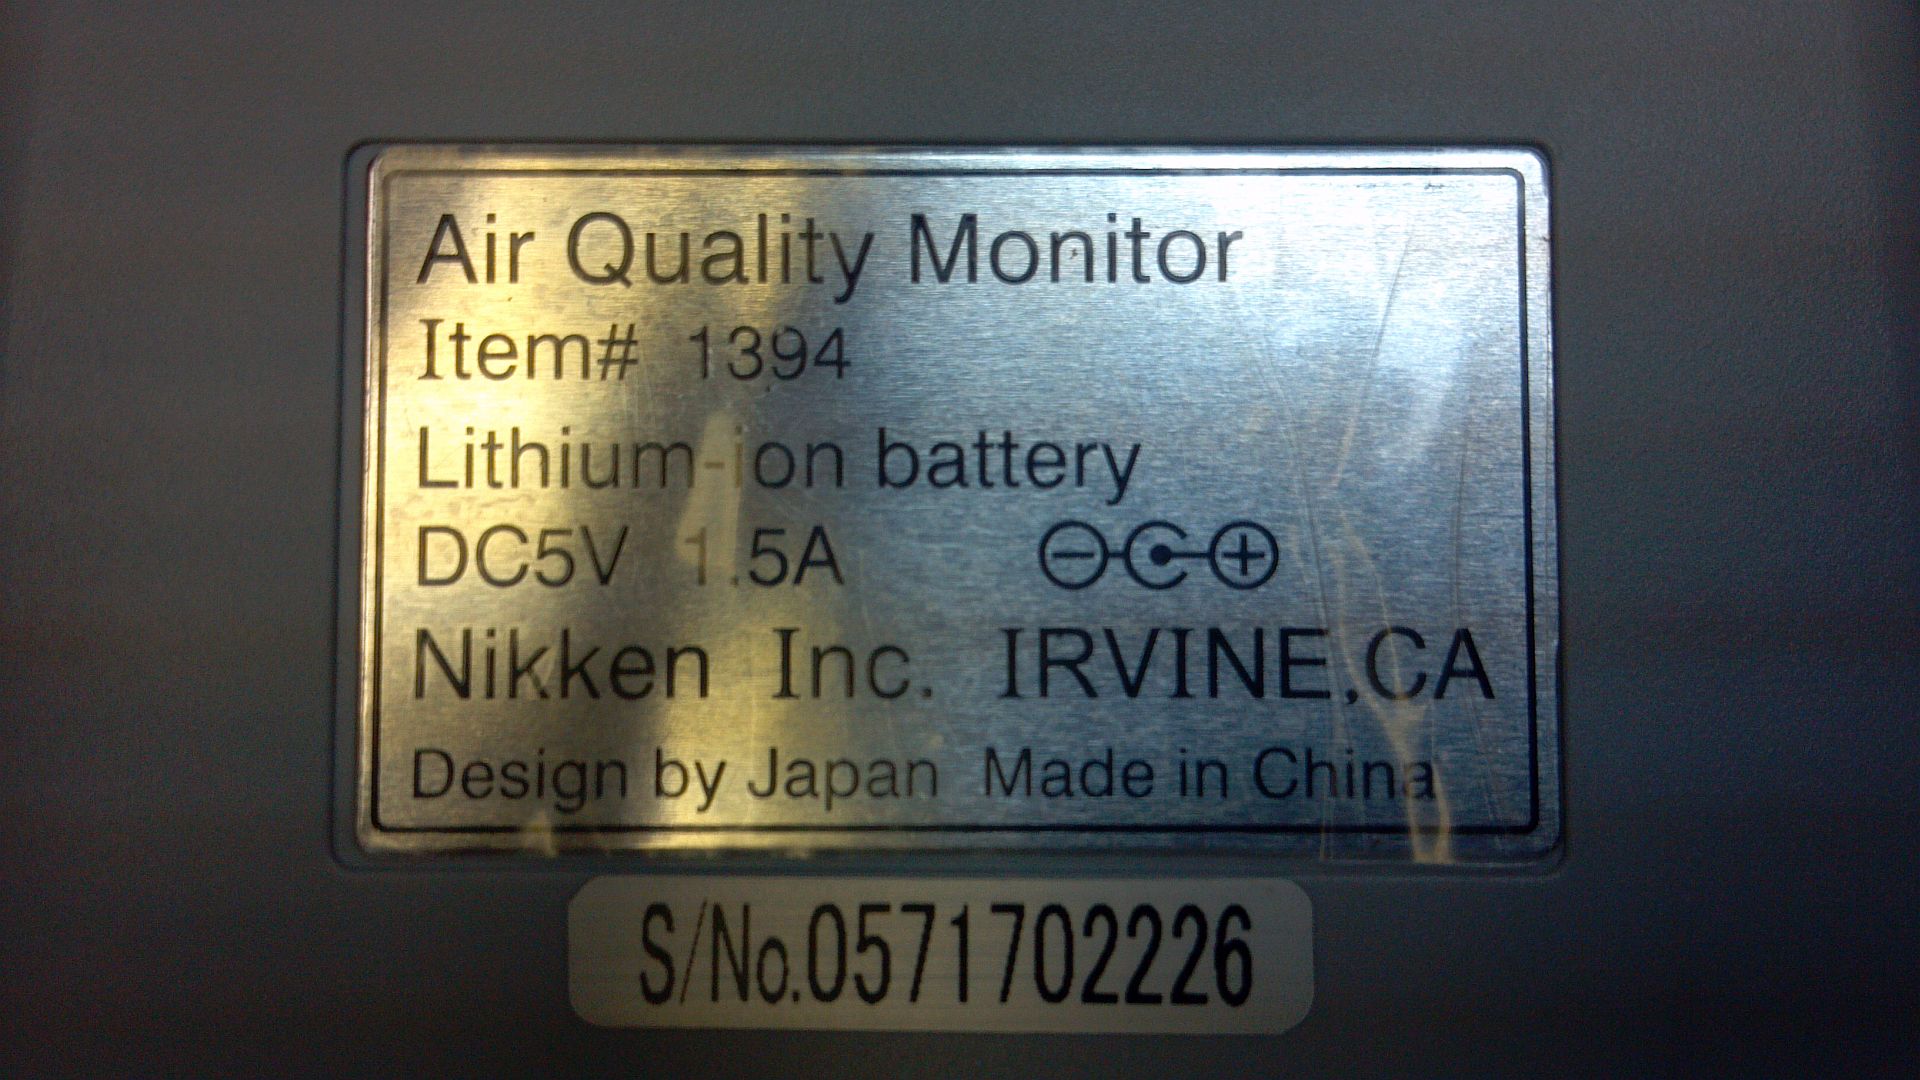 Air Quality Monitor
Item# 1394
Lithium-ion battery
DC5V 1.5A
Nikken Inc. IRVINE,CA
Design by Japan Made in China
S/No.0571702226